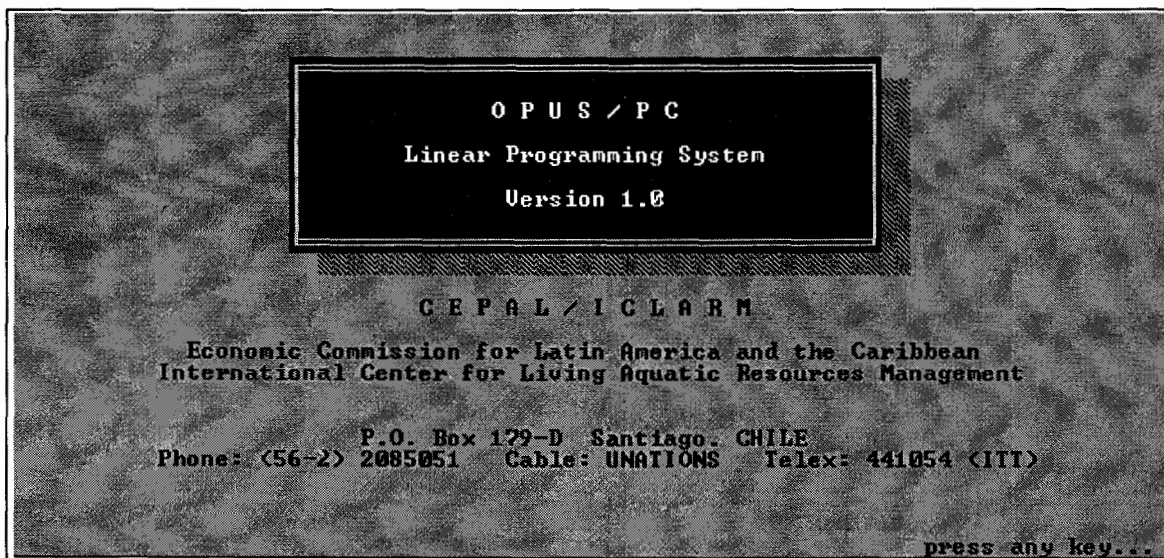 O P U S / P C
Linear Programming System
Version 1.0
C E P A L / I C L A R M
Economic Commission for Latin America and the Caribbean
International Center for Living Aquatic Resources Management
P.O. Box 179-D Santiago. CHILE
Phone: (56-2) 2085051 Cable: UNATIONS Telex: 441054 (ITT)
press any key...